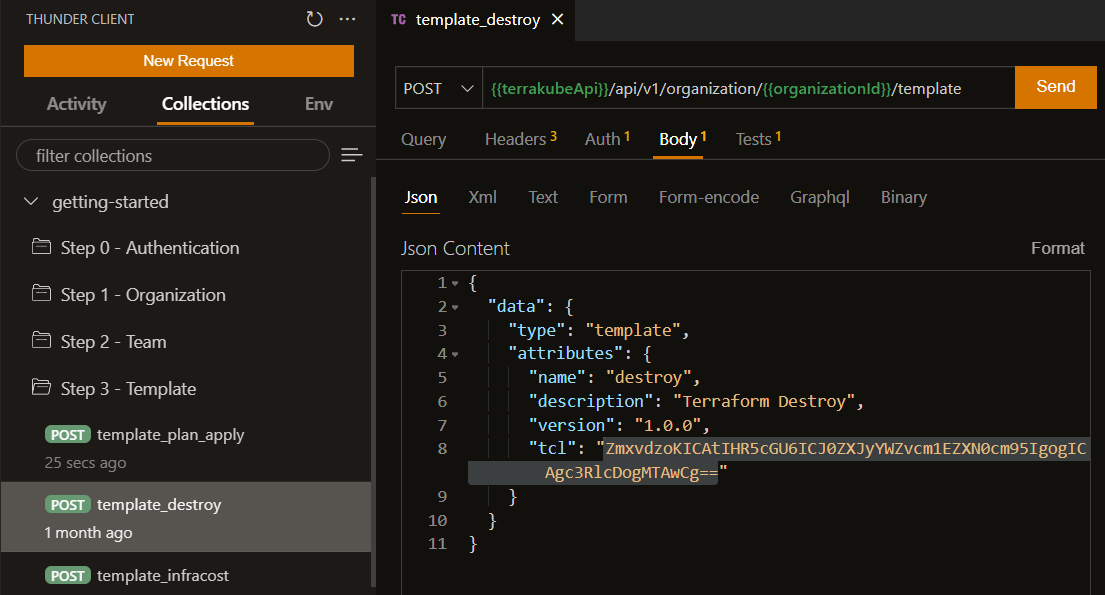 THUNDER CLIENT
New Request
Activity Collections Env
filter collections
getting-started
Step 0 - Authentication
Step 1 - Organization
Step 2 - Team
Step 3 - Template
POST template_plan_apply
25 secs ago
POST template_destroy
1 month ago
POST template_infracost
TC template_destroy
POST {{terrakubeApi}}/api/v1/organization/{{organizationId}}/template Send
Query Headers 3 Auth 1 Body 1 Tests 1
Json Xml Text Form Form-encode Graphql Binary
Json Content Format
1 {
2 "data": {
3 "type": "template",
4 "attributes": {
5 "name": "destroy",
6 "description": "Terraform Destroy",
7 "version": "1.0.0",
8 "tcl": "ZmxvdzoKICAtIHR5cGU6ICJ0ZXJyYWZvcm1EZXN0cm95IgogIC
Agc3RlcDogMTAwCg=="
9 }
10 }
11 }